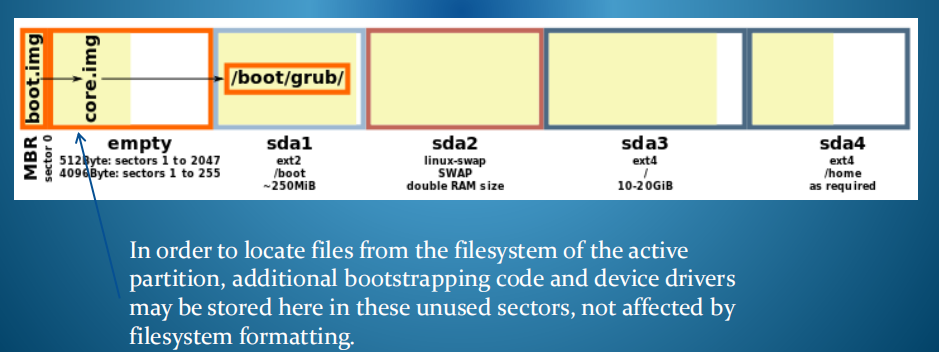 boot.img
core.img
/boot/grub/
MBR
sector 0
empty
512Byte: sectors 1 to 2047
4096Byte: sectors 1 to 255
sda1
ext2
/boot
~250MiB
sda2
linux-swap
SWAP
double RAM size
sda3
ext4
/
10-20GiB
sda4
ext4
/home
as required
In order to locate files from the filesystem of the active
partition, additional bootstrapping code and device drivers
may be stored here in these unused sectors, not affected by
filesystem formatting.